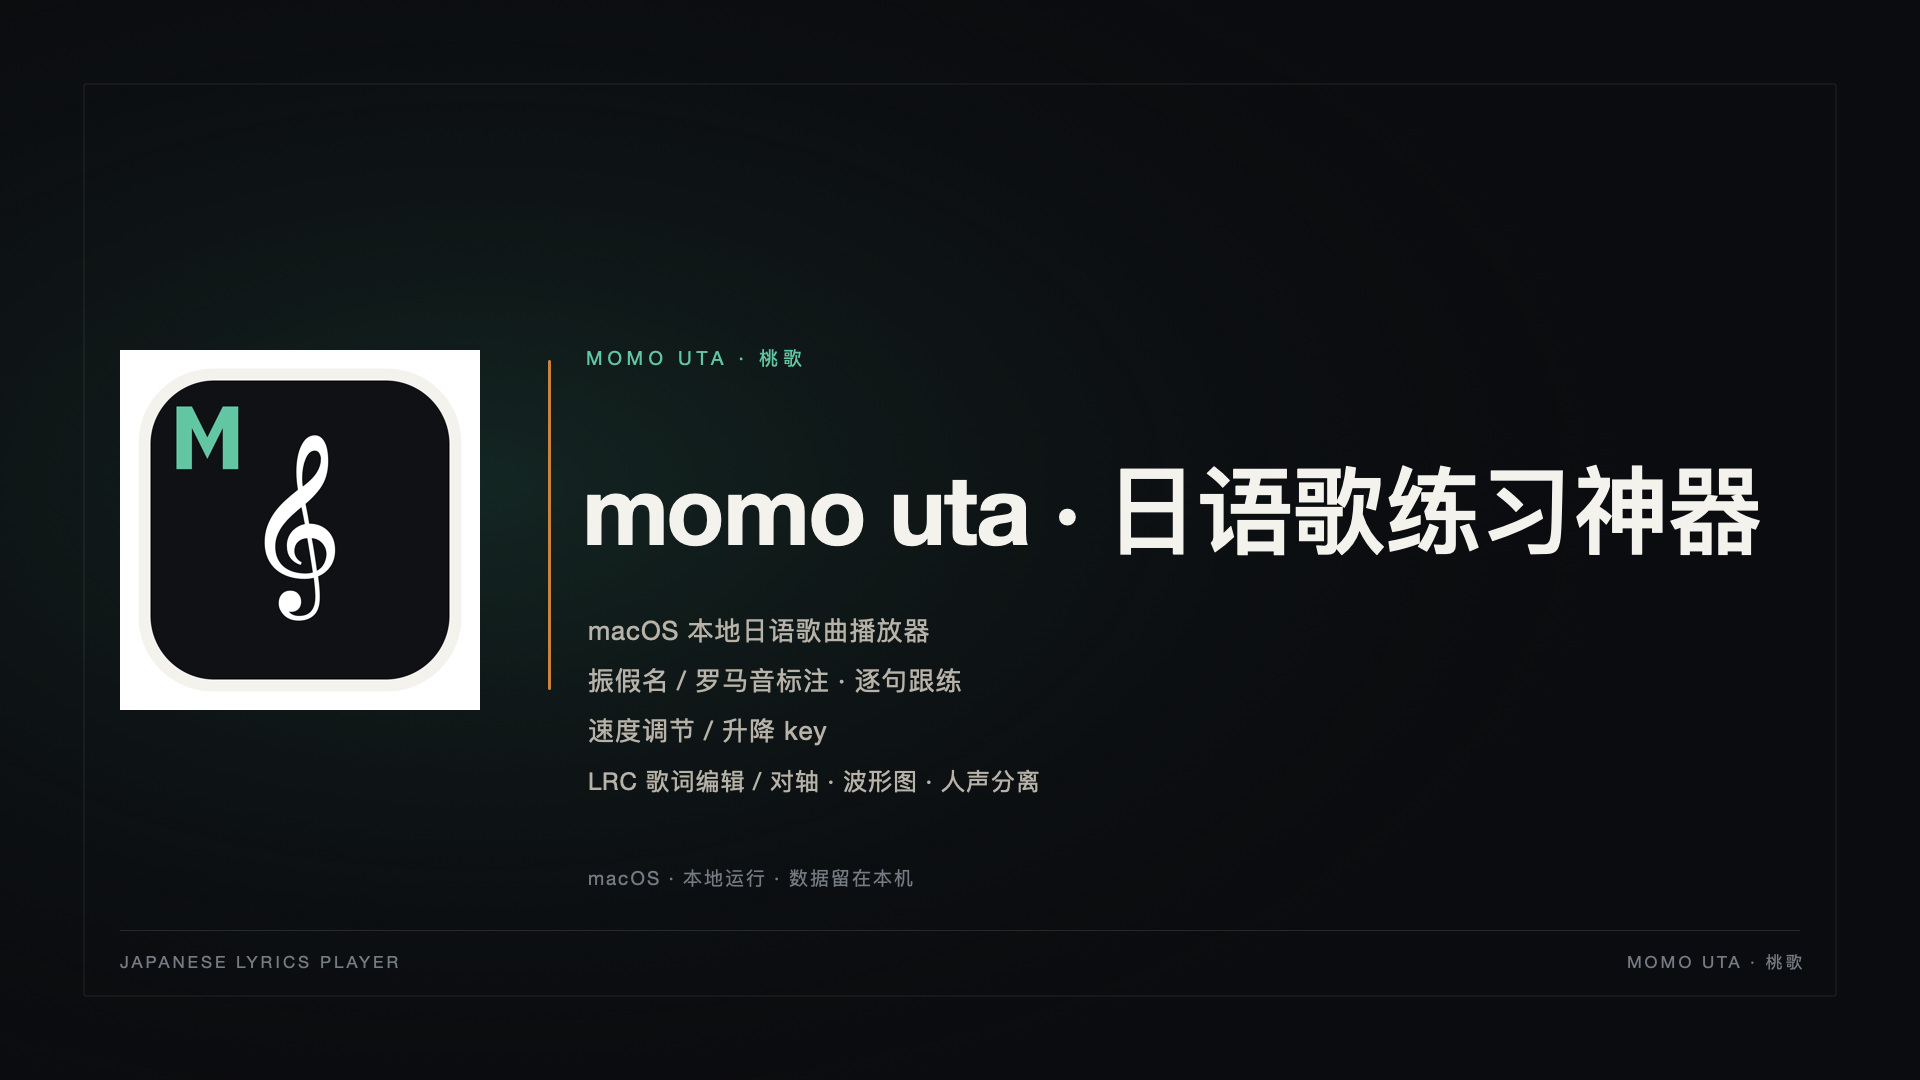 M
MOMO UTA · 桃歌
momo uta · 日语歌练习神器
macOS 本地日语歌曲播放器
振假名 / 罗马音标注 · 逐句跟练
速度调节 / 升降 key
LRC 歌词编辑 / 对轴 · 波形图 · 人声分离
macOS · 本地运行 · 数据留在本机
JAPANESE LYRICS PLAYER
MOMO UTA · 桃歌